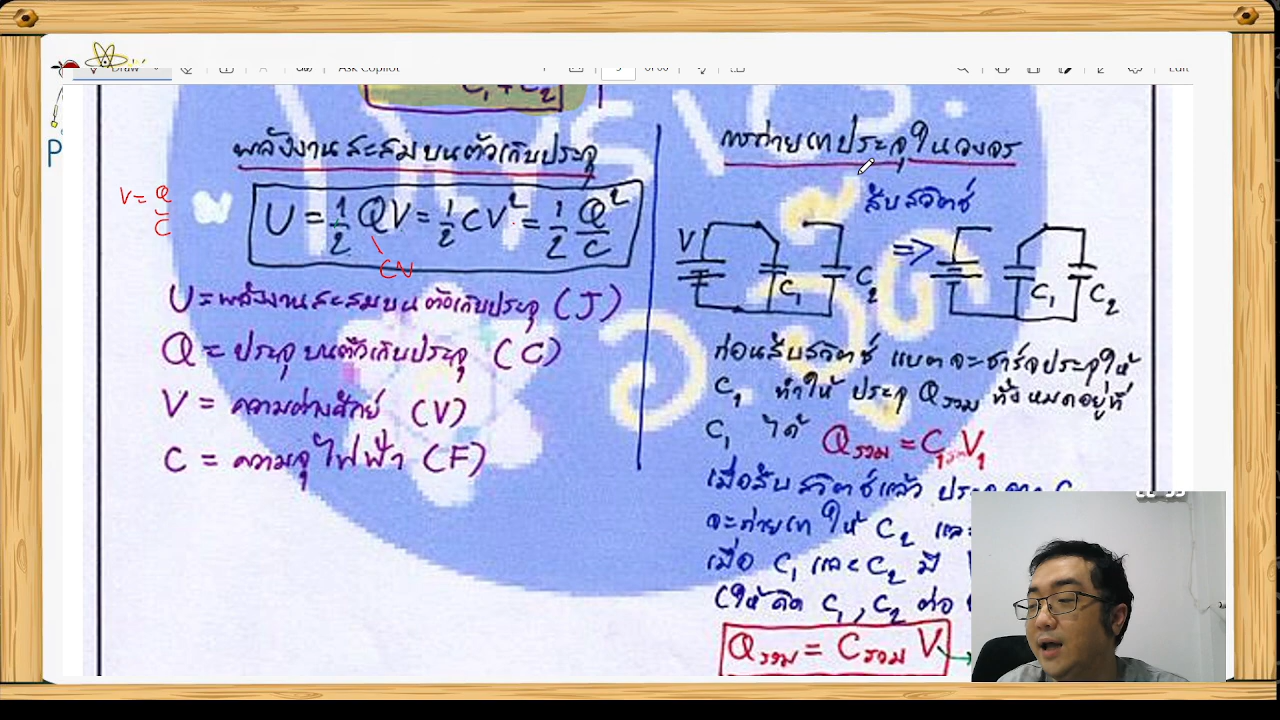 Draw
Ask Copilot
Edit
C₁ + C₂
พลังงานสะสมบนตัวเก็บประจุ
V = Q/C
U = 1/2 QV = 1/2 CV² = 1/2 Q²/C
CV
U = พลังงานสะสมบนตัวเก็บประจุ (J)
Q = ประจุบนตัวเก็บประจุ (C)
V = ความต่างศักย์ (V)
C = ความจุไฟฟ้า (F)
การถ่ายเทประจุในวงจร
สับสวิตซ์
V C₁ C₂ => C₁ C₂
ก่อนสับสวิตซ์ แบตจะชาร์จประจุให้
C₁ ทำให้ ประจุ Qรวม ทั้งหมดอยู่ที่
C₁ ได้ Qรวม = C₁V₁
เมื่อสับสวิตซ์แล้ว
จะถ่ายเท ให้ C₂ และ
เมื่อ C₁ และ C₂ มี
(ให้คิด C₁, C₂ ต่อ
Qรวม = Cรวม V
P